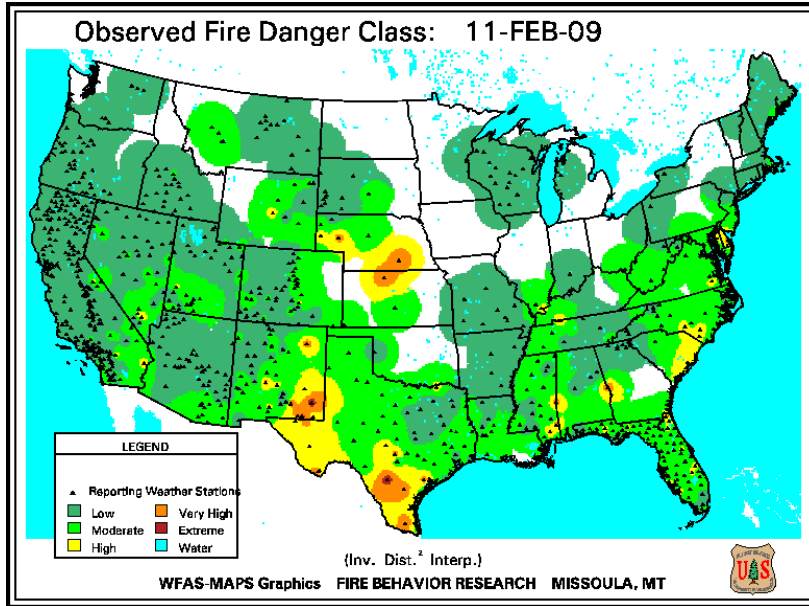 Observed Fire Danger Class: 11-FEB-09
LEGEND
Reporting Weather Stations
Low
Very High
Moderate
Extreme
High
Water
(Inv. Dist.² Interp.)
WFAS-MAPS Graphics FIRE BEHAVIOR RESEARCH MISSOULA, MT
U S